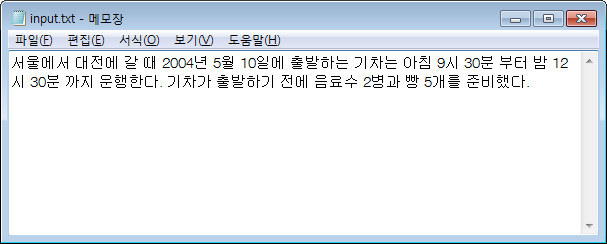 input.txt - 메모장
파일(F) 편집(E) 서식(O) 보기(V) 도움말(H)
서울에서 대전에 갈 때 2004년 5월 10일에 출발하는 기차는 아침 9시 30분 부터 밤 12
시 30분 까지 운행한다. 기차가 출발하기 전에 음료수 2병과 빵 5개를 준비했다.